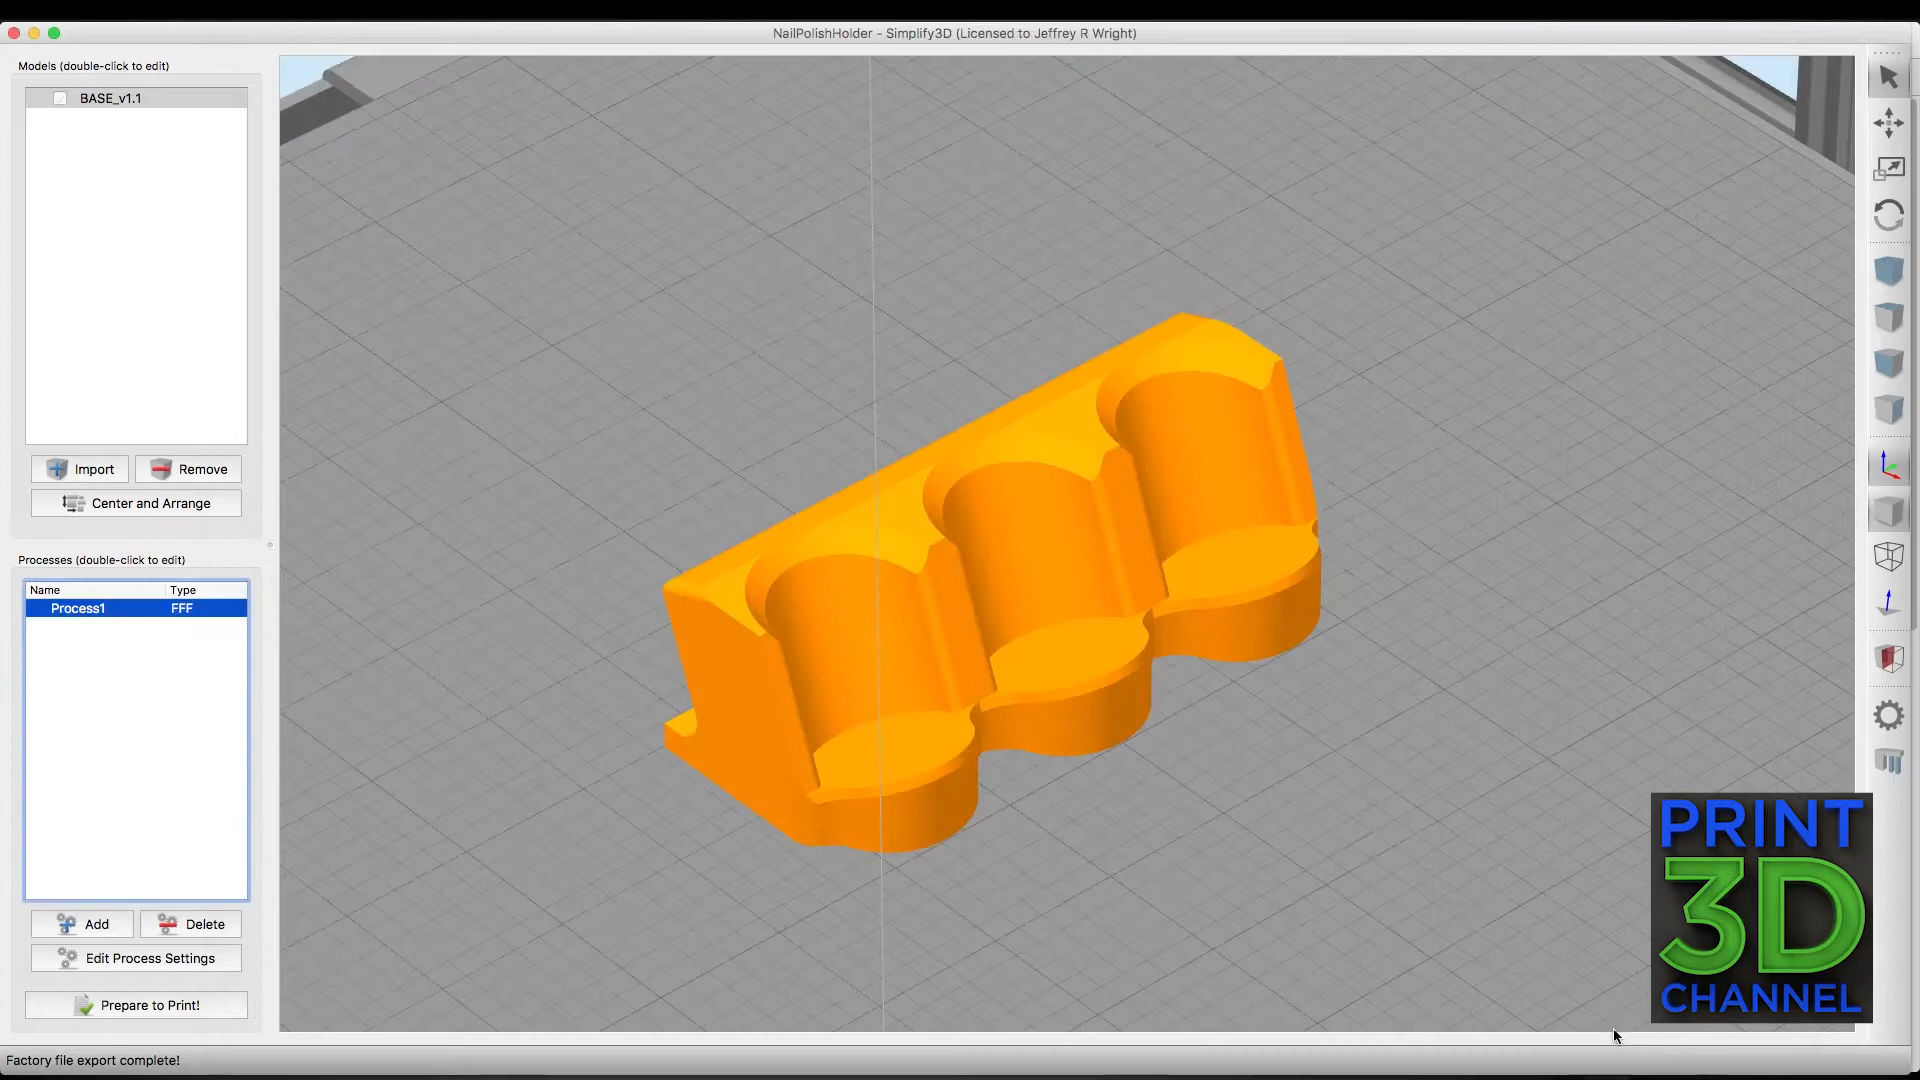 NailPolishHolder - Simplify3D (Licensed to Jeffrey R Wright)
Models (double-click to edit)
BASE_v1.1
Import
Remove
Center and Arrange
Processes (double-click to edit)
Name Type
Process1 FFF
Add
Delete
Edit Process Settings
Prepare to Print!
PRINT
3D
CHANNEL
Factory file export complete!